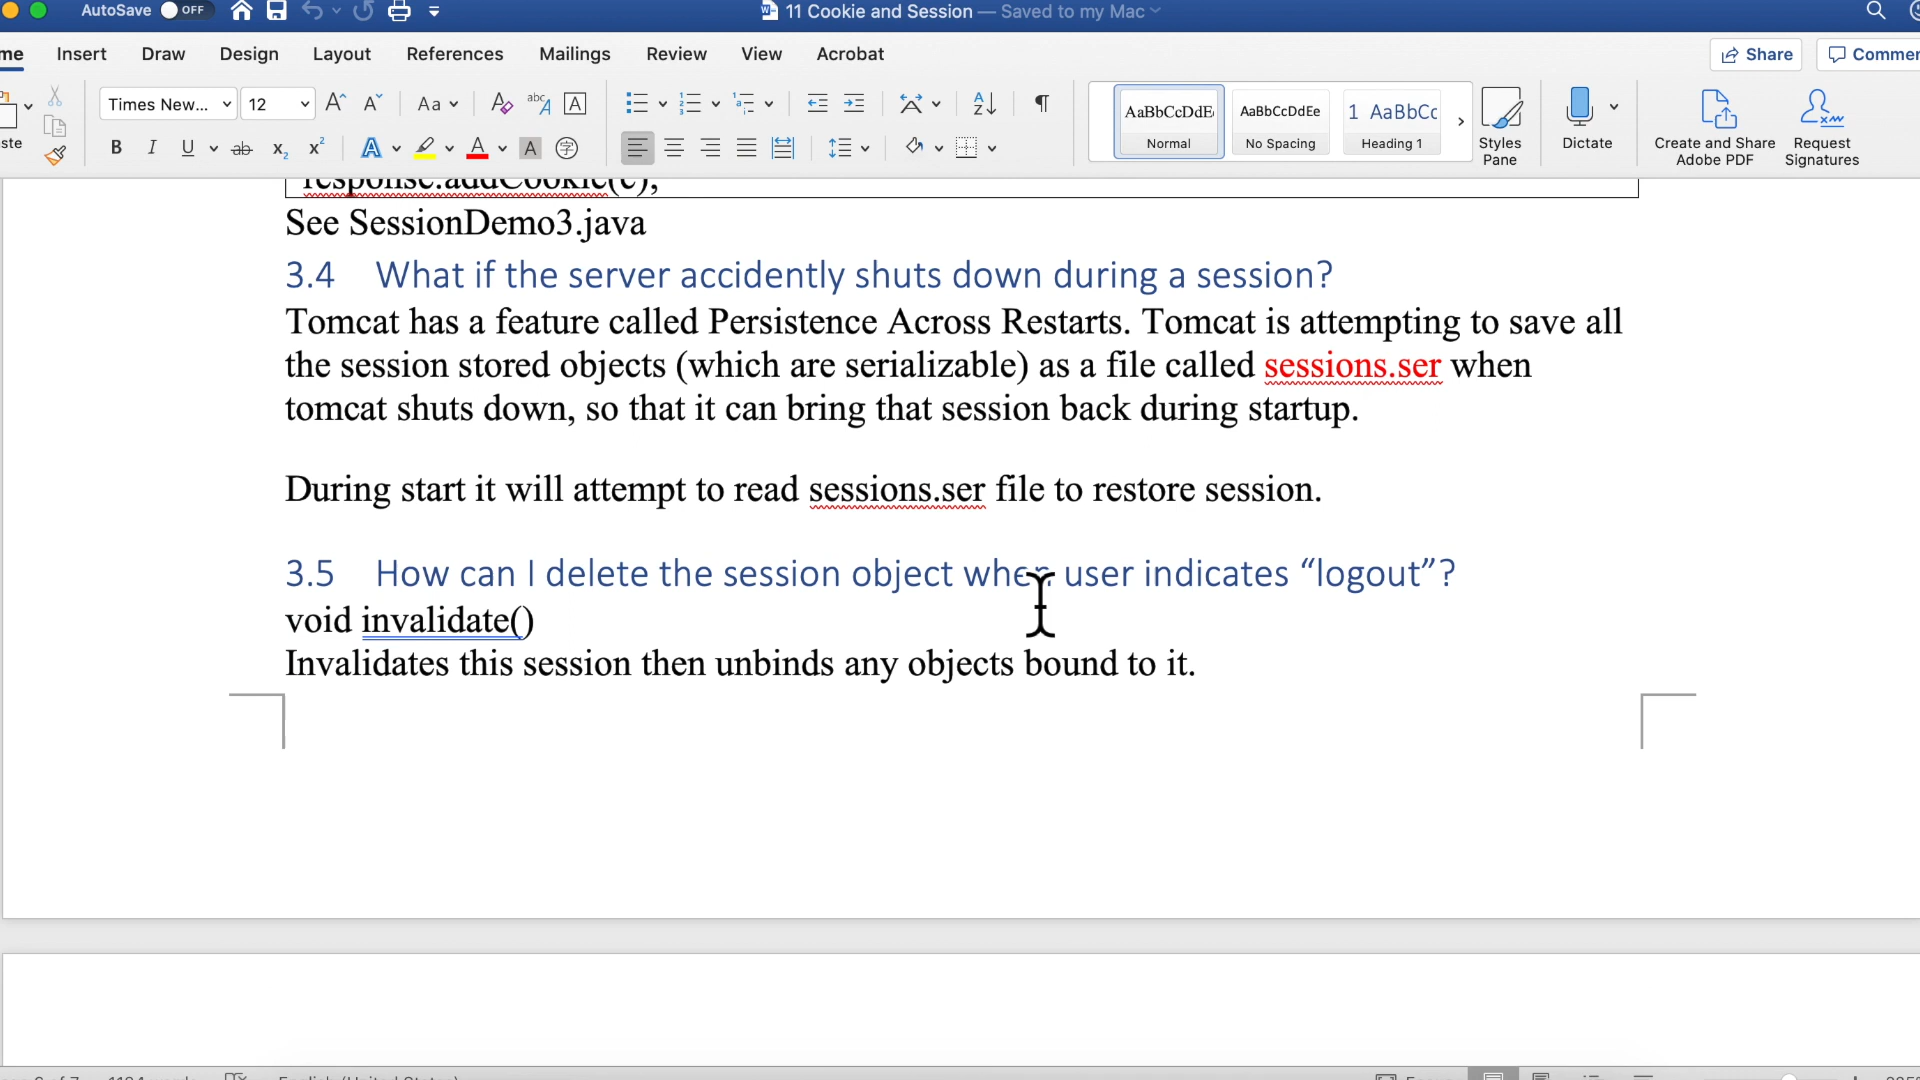 AutoSave OFF
11 Cookie and Session — Saved to my Mac
me Insert Draw Design Layout References Mailings Review View Acrobat Share Commen
Times New... 12 Aa
AaBbCcDdE AaBbCcDdEe 1 AaBbCc
Normal No Spacing Heading 1
Styles Pane
Dictate
Create and Share Adobe PDF
Request Signatures
response.addCookie(c);
See SessionDemo3.java
3.4 What if the server accidently shuts down during a session?
Tomcat has a feature called Persistence Across Restarts. Tomcat is attempting to save all
the session stored objects (which are serializable) as a file called sessions.ser when
tomcat shuts down, so that it can bring that session back during startup.
During start it will attempt to read sessions.ser file to restore session.
3.5 How can I delete the session object when user indicates “logout”?
void invalidate()
Invalidates this session then unbinds any objects bound to it.